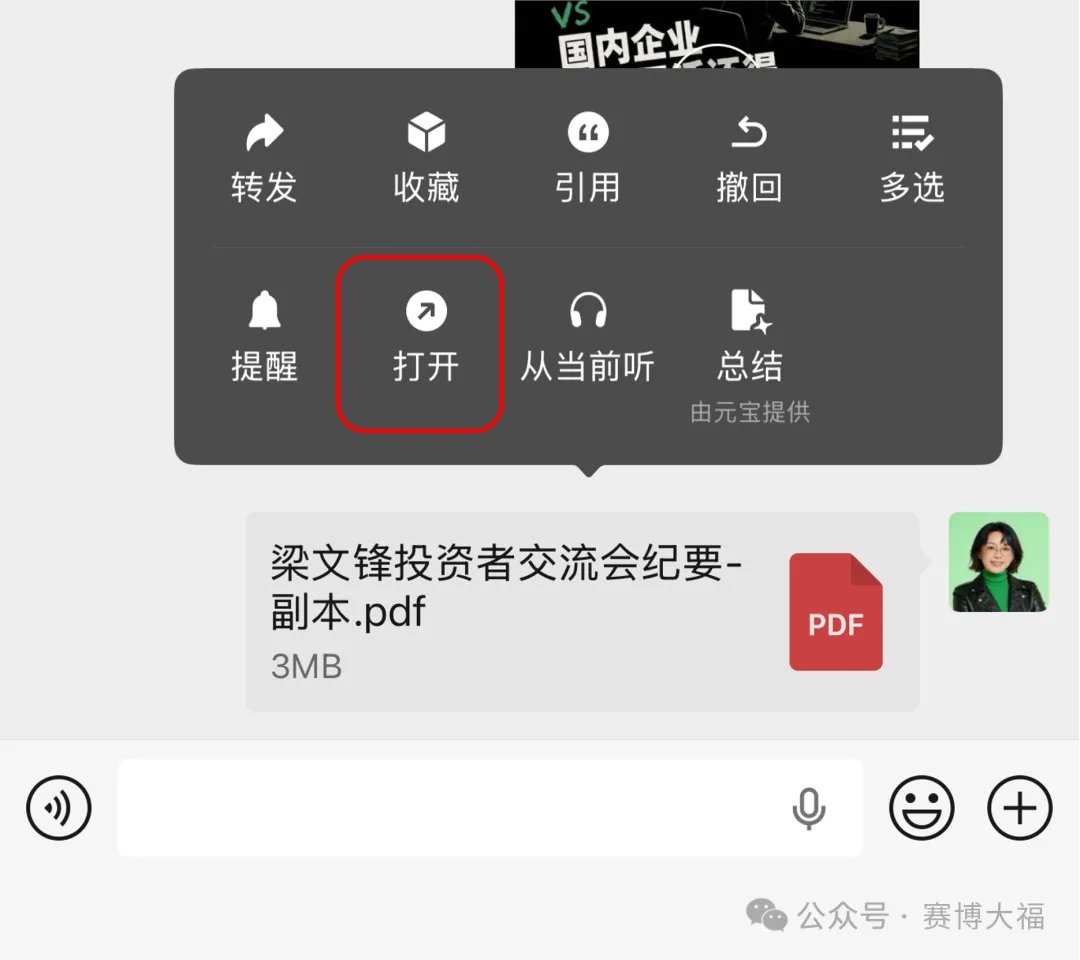 VS
国内企业
转发
收藏
引用
撤回
多选
提醒
打开
从当前听
总结
由元宝提供
梁文锋投资者交流会纪要-
副本.pdf
3MB
PDF
公众号 · 赛博大福